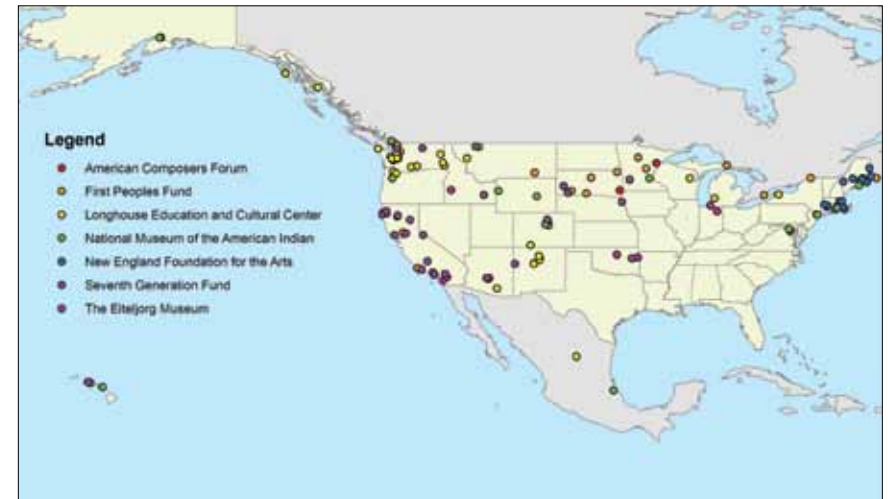 Legend
American Composers Forum
First Peoples Fund
Longhouse Education and Cultural Center
National Museum of the American Indian
New England Foundation for the Arts
Seventh Generation Fund
The Eiteljorg Museum